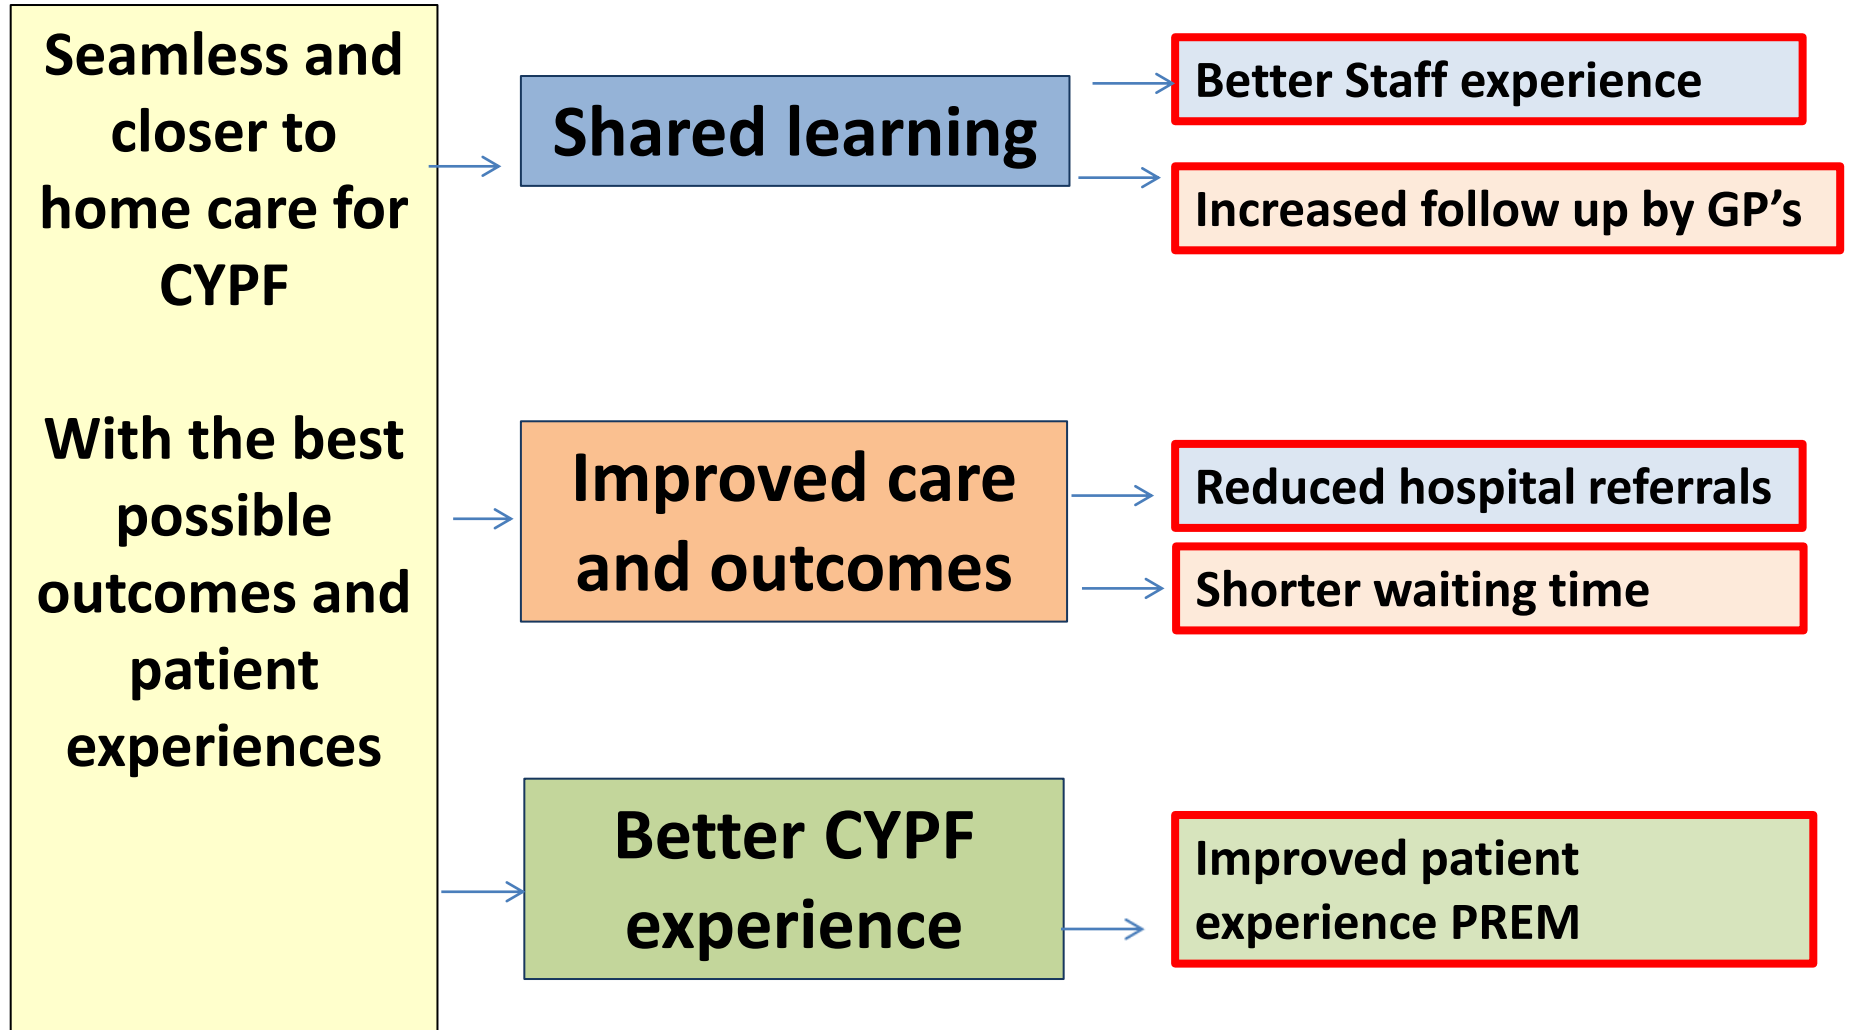 Seamless and
closer to
home care for
CYPF
With the best
possible
outcomes and
patient
experiences
Shared learning
Better Staff experience
Increased follow up by GP’s
Improved care
and outcomes
Reduced hospital referrals
Shorter waiting time
Better CYPF
experience
Improved patient
experience PREM